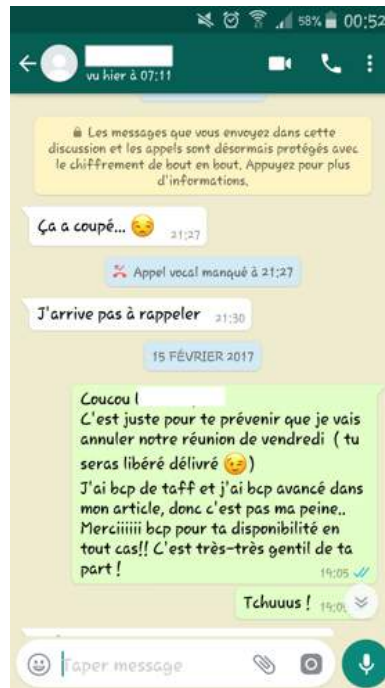 58% 00:52
vu hier à 07:11
Les messages que vous envoyez dans cette
discussion et les appels sont désormais protégés avec
le chiffrement de bout en bout. Appuyez pour plus
d'informations.
Ça a coupé... 😒 21:27
Appel vocal manqué à 21:27
J'arrive pas à rappeler 21:30
15 FÉVRIER 2017
Coucou
C'est juste pour te prévenir que je vais
annuler notre réunion de vendredi ( tu
seras libéré délivré 😉)
J'ai bcp de taff et j'ai bcp avancé dans
mon article, donc c'est pas ma peine..
Merciiiiii bcp pour ta disponibilité en
tout cas!! C'est très-très gentil de ta
part ! 19:05
Tchuuus !
Taper message